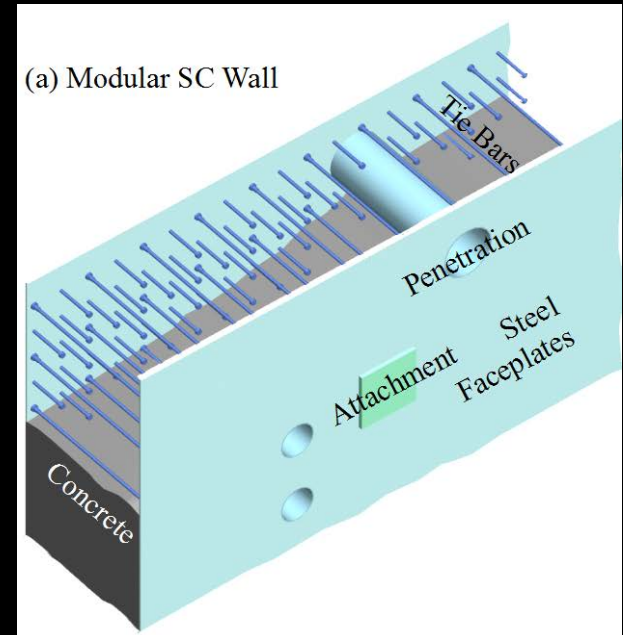 (a) Modular SC Wall
Tie Bars
Penetration
Steel
Faceplates
Attachment
Concrete